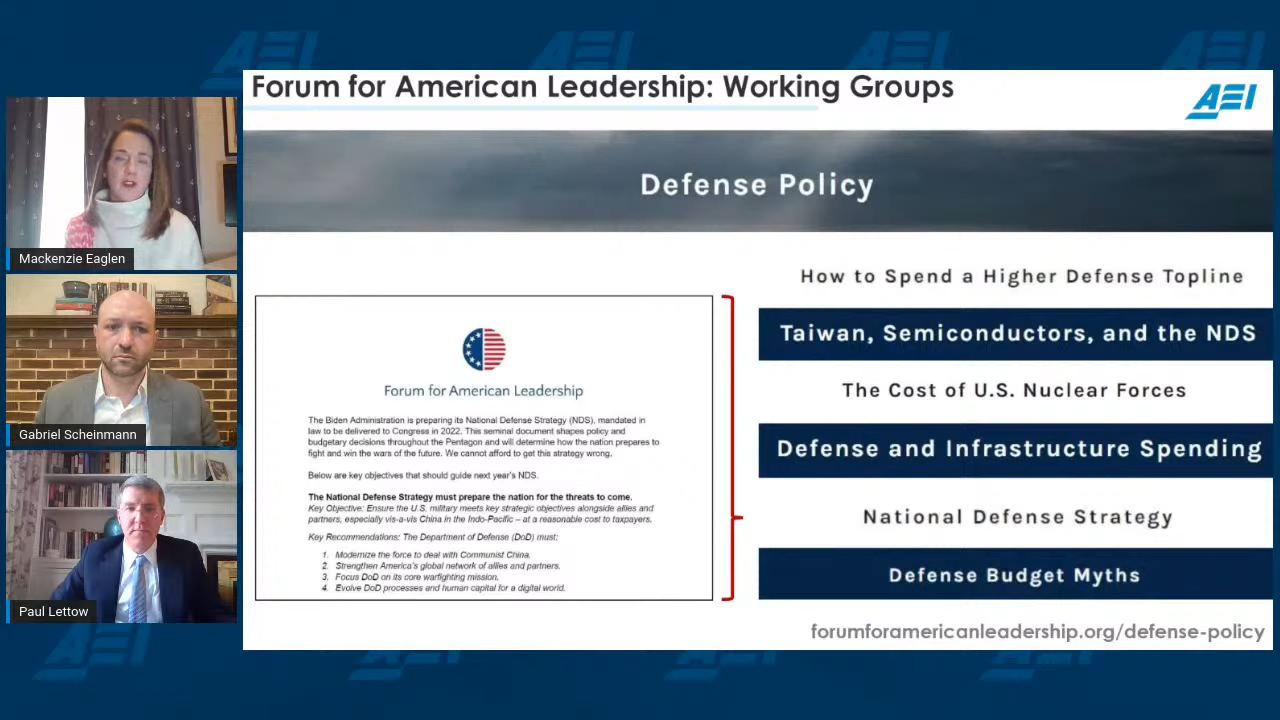 Forum for American Leadership: Working Groups
AEI
Defense Policy
Mackenzie Eaglen
Gabriel Scheinmann
Paul Lettow
Forum for American Leadership
The Biden Administration is preparing its National Defense Strategy (NDS), mandated in
law to be delivered to Congress in 2022. This seminal document shapes policy and
budgetary decisions throughout the Pentagon and will determine how the nation prepares to
fight and win the wars of the future. We cannot afford to get this strategy wrong.
Below are key objectives that should guide next year's NDS.
The National Defense Strategy must prepare the nation for the threats to come.
Key Objective: Ensure the U.S. military meets key strategic objectives alongside allies and
partners, especially vis-a-vis China in the Indo-Pacific – at a reasonable cost to taxpayers.
Key Recommendations: The Department of Defense (DoD) must:
1. Modernize the force to deal with Communist China.
2. Strengthen America's global network of allies and partners.
3. Focus DoD on its core warfighting mission.
4. Evolve DoD processes and human capital for a digital world.
How to Spend a Higher Defense Topline
Taiwan, Semiconductors, and the NDS
The Cost of U.S. Nuclear Forces
Defense and Infrastructure Spending
National Defense Strategy
Defense Budget Myths
forumforamericanleadership.org/defense-policy
AEI
AEI
AEI
AEI
AEI
AEI
AEI
AEI